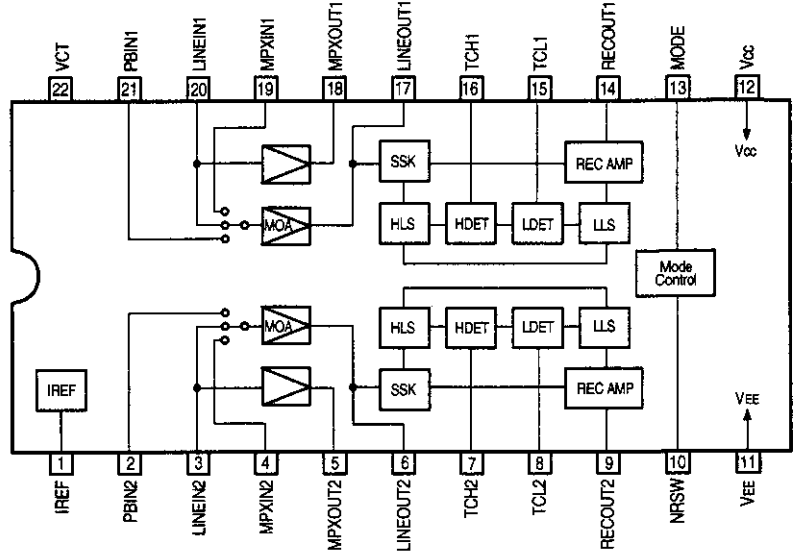 VCT
PBIN1
LINEIN1
MPXIN1
MPXOUT1
LINEOUT1
TCH1
TCL1
RECOUT1
MODE
Vcc
22
21
20
19
18
17
16
15
14
13
12
Vcc
SSK
REC AMP
MOA
HLS
HDET
LDET
LLS
Mode
Control
MOA
HLS
HDET
LDET
LLS
IREF
SSK
REC AMP
VEE
1
2
3
4
5
6
7
8
9
10
11
IREF
PBIN2
LINEIN2
MPXIN2
MPXOUT2
LINEOUT2
TCH2
TCL2
RECOUT2
NRSW
VEE